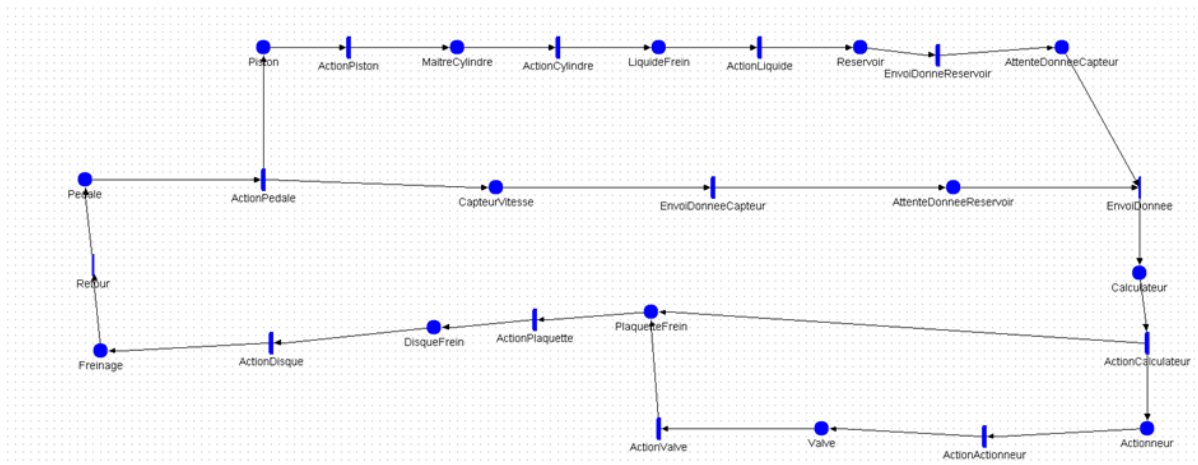 Piston
ActionPiston
MaitreCylindre
ActionCylindre
LiquideFrein
ActionLiquide
Reservoir
EnvoiDonneReservoir
AttenteDonneeCapteur
Pedale
ActionPedale
CapteurVitesse
EnvoiDonneeCapteur
AttenteDonneeReservoir
EnvoiDonnee
Retour
Calculateur
Freinage
ActionDisque
DisqueFrein
ActionPlaquette
PlaquetteFrein
ActionCalculateur
ActionValve
Valve
ActionActionneur
Actionneur